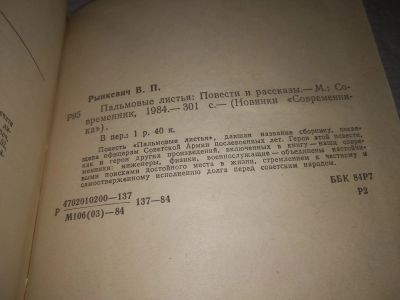 Рынкевич В. П.
Р95 Пальмовые листья: Повести и рассказы.— М.: Со-
временник, 1984.— 301 с.— (Новинки «Современни-
ка»).
В пер.: 1 р. 40 к.
Повесть «Пальмовые листья», давшая название сборнику, посвя-
щена офицерам Советской Армии послевоенных лет. Герои этой повести,
как и герои других произведений, включенных в книгу — наши совре-
менники: инженеры, физики, военнослужащие — объединены настойчи-
выми поисками достойного места в жизни, стремлением к честному и
самоотверженному исполнению долга перед советским народом.
Р 4702010200—137
М106(03)—84
137—84
ББК 84Р7
Р2